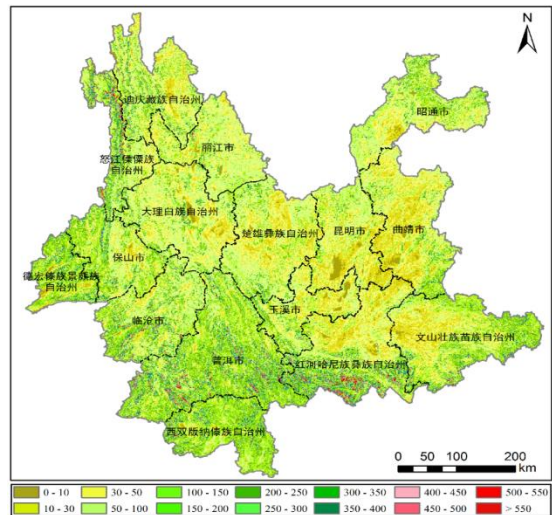 N
迪庆藏族自治州
昭通市
丽江市
怒江傈僳族
自治州
大理白族自治州
楚雄彝族自治州
昆明市
曲靖市
保山市
德宏傣族景颇族
自治州
玉溪市
临沧市
文山壮族苗族自治州
普洱市
红河哈尼族彝族自治州
西双版纳傣族自治州
0 50 100 200
km
0 - 10 30 - 50 100 - 150 200 - 250 300 - 350 400 - 450 500 - 550
10 - 30 50 - 100 150 - 200 250 - 300 350 - 400 450 - 500 > 550